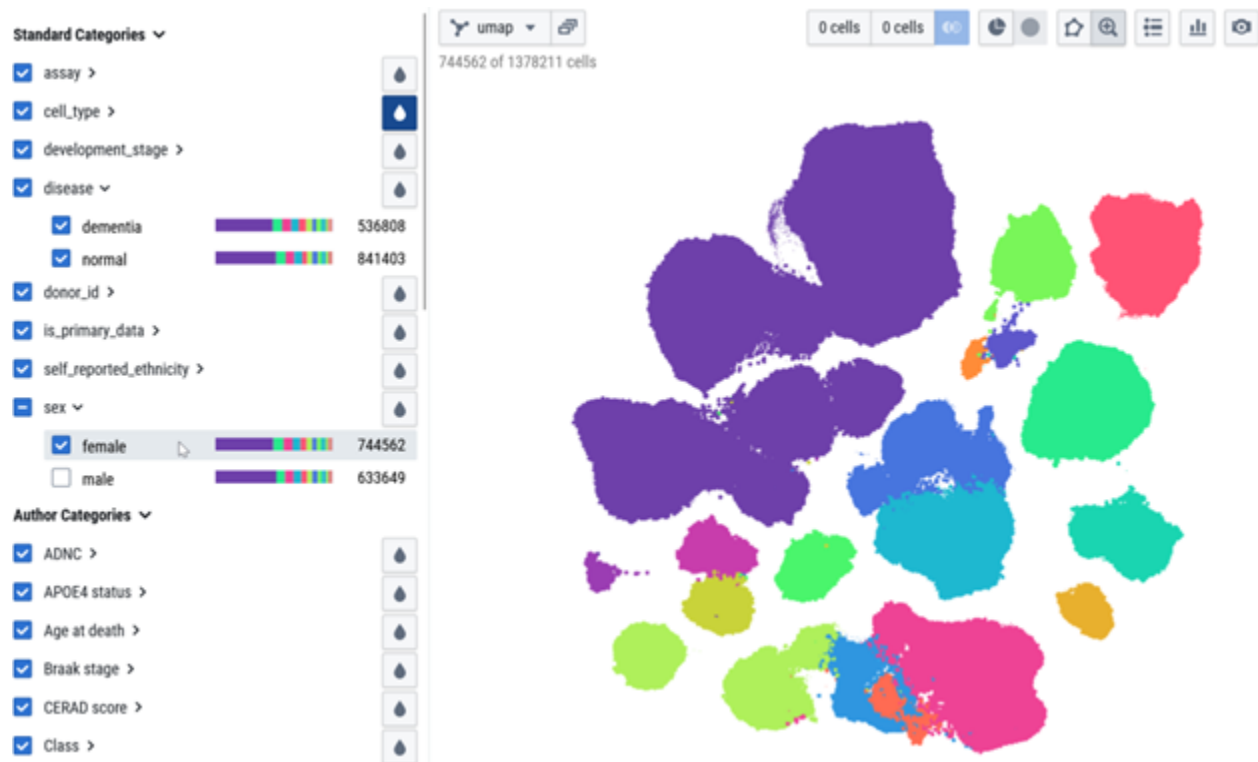 Standard Categories
assay
cell_type
development_stage
disease
dementia 536808
normal 841403
donor_id
is_primary_data
self_reported_ethnicity
sex
female 744562
male 633649
Author Categories
ADNC
APOE4 status
Age at death
Braak stage
CERAD score
Class
umap
0 cells 0 cells
744562 of 1378211 cells